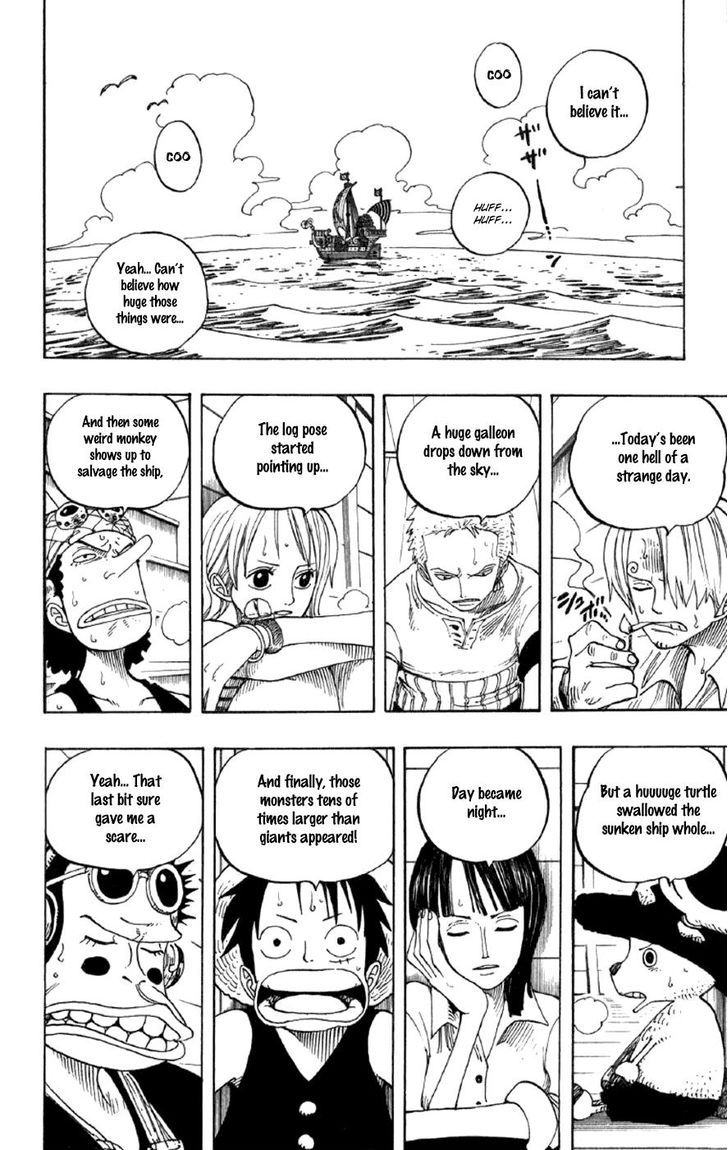 I can't
believe it...
COO
ザ
ザ
HUFF...
HUFF...
COO
Yeah... Can't
believe how
huge those
things were...
...Today's been
one hell of a
strange day.
A huge galleon
drops down from
the sky...
The log pose
started
pointing up...
And then some
weird monkey
shows up to
salvage the ship,
But a huuuuge turtle
swallowed the
sunken ship whole...
Day became
night...
And finally, those
monsters tens of
times larger than
giants appeared!
Yeah... That
last bit sure
gave me a
scare...